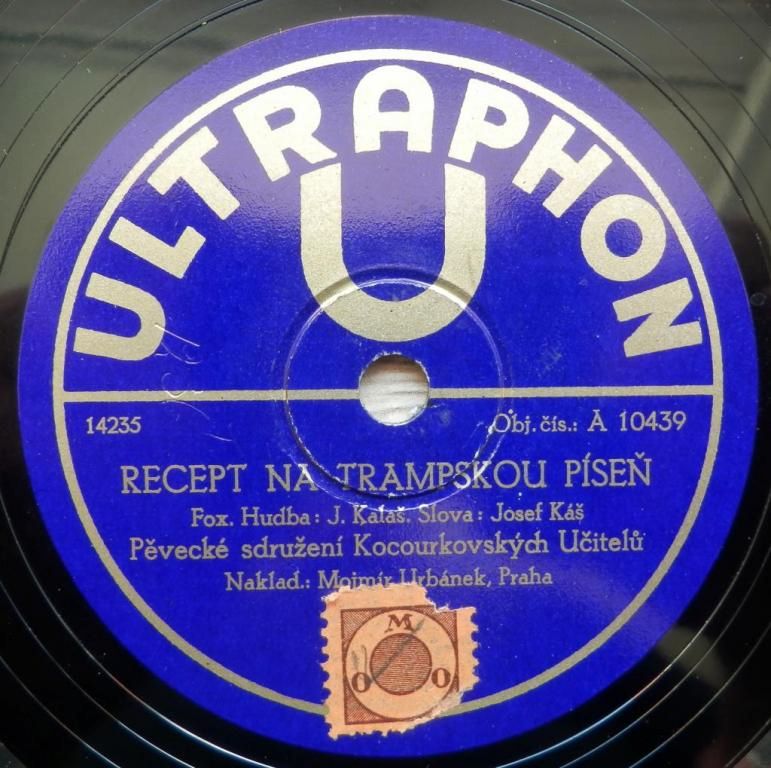 ULTRAPHON
U
14235 Obj. čís.: A 10439
RECEPT NA TRAMPSKOU PÍSEŇ
Fox. Hudba: J. Kalaš. Slova: Josef Káš
Pěvecké sdružení Kocourkovských Učitelů
Naklad.: Mojmír Urbánek, Praha
M
O O